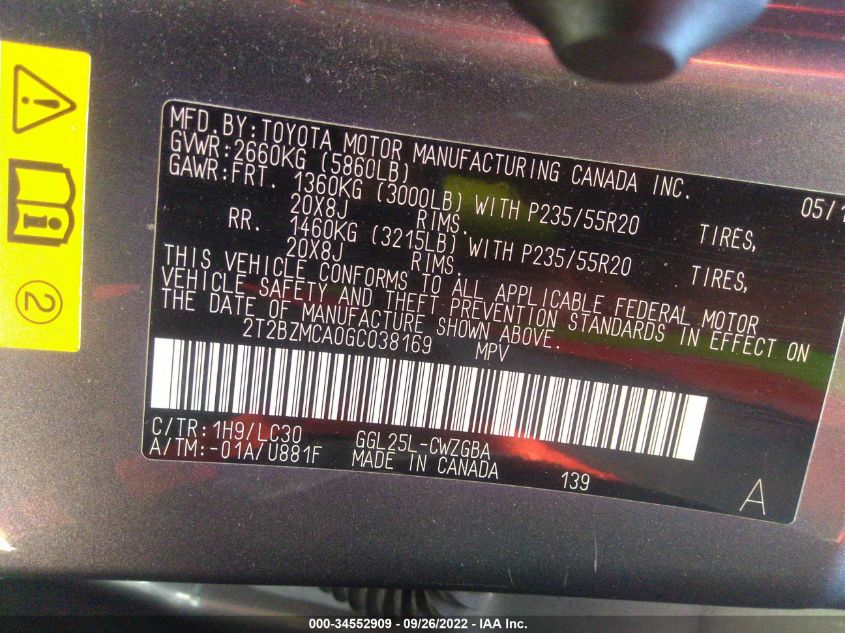 MFD.BY:TOYOTA MOTOR MANUFACTURING CANADA INC. 05/1
GVWR:2660KG (5860LB)
GAWR:FRT. 1360KG (3000LB) WITH P235/55R20 TIRES,
20X8J RIMS.
RR. 1460KG (3215LB) WITH P235/55R20 TIRES,
20X8J RIMS.
THIS VEHICLE CONFORMS TO ALL APPLICABLE FEDERAL MOTOR
VEHICLE SAFETY AND THEFT PREVENTION STANDARDS IN EFFECT ON
THE DATE OF MANUFACTURE SHOWN ABOVE.
2T2BZMCA0GC038169 MPV
C/TR:1H9/LC30 GGL25L-CWZGBA
A/TM:-01A/U881F MADE IN CANADA 139 A
2
000-34552909 - 09/26/2022 - IAA Inc.